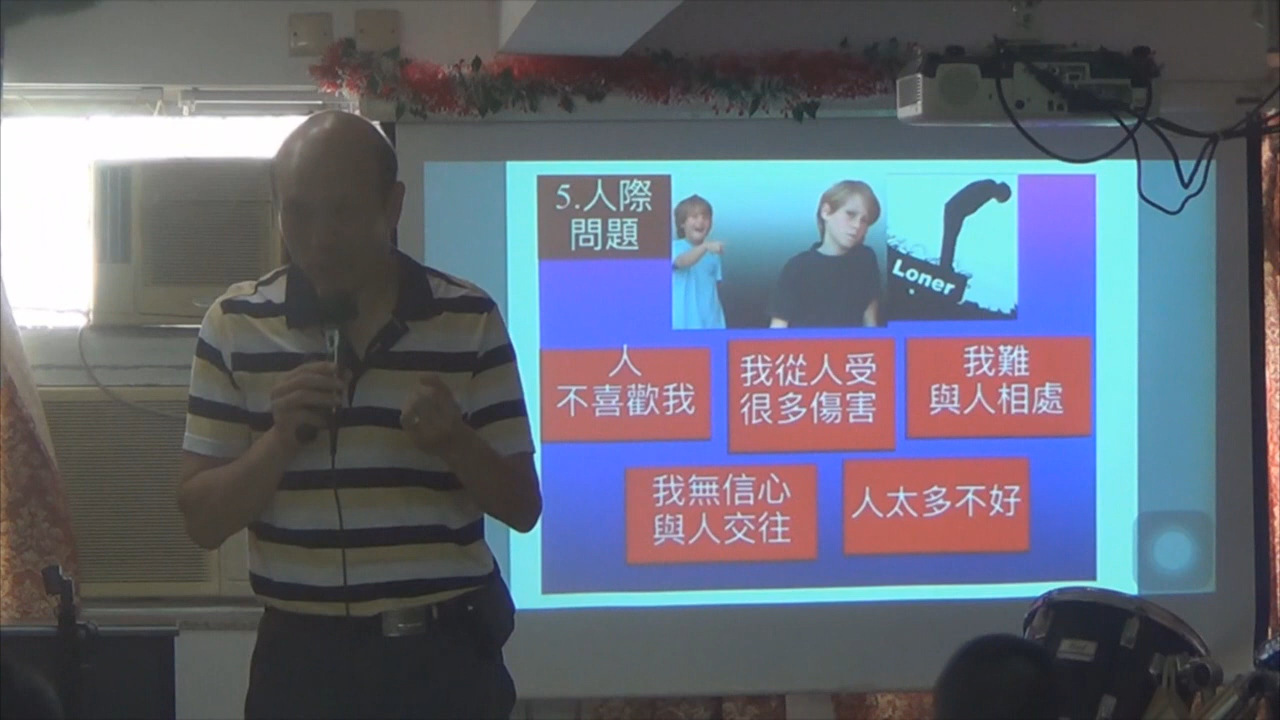 5.人際
問題
Loner
人
不喜歡我
我從人受
很多傷害
我難
與人相處
我無信心
與人交往
人太多不好